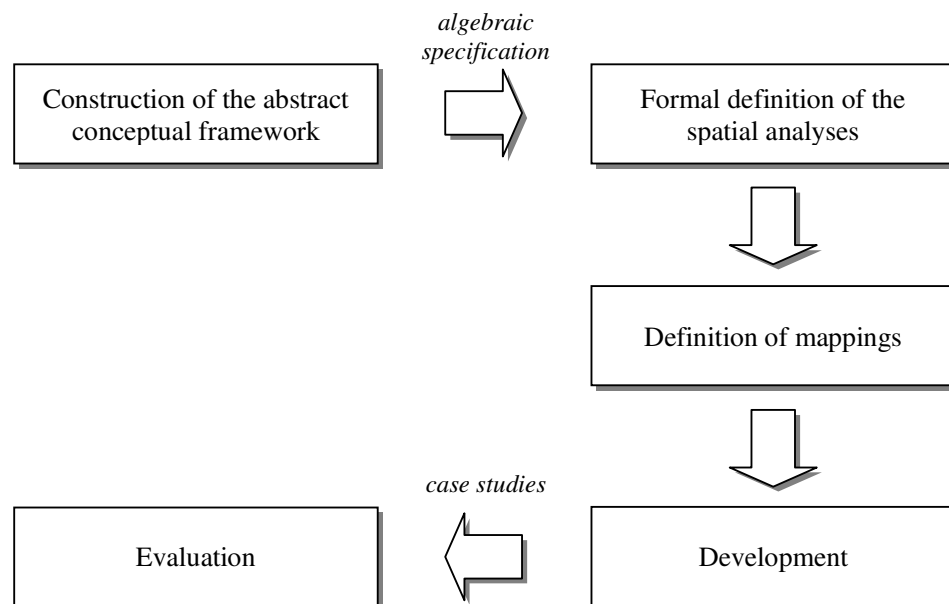 algebraic
specification
Construction of the abstract
conceptual framework
Formal definition of the
spatial analyses
Definition of mappings
case studies
Evaluation
Development